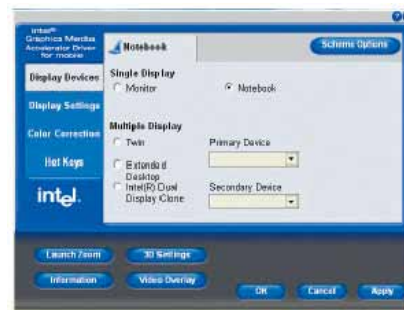 intel®
Graphics Media
Accelerator Driver
for mobile
Notebook
Scheme Options
Display Devices
Single Display
Monitor
Notebook
Display Settings
Multiple Display
Color Correction
Twin
Primary Device
Hot Keys
Extended
Desktop
Intel(R) Dual
Display Clone
Secondary Device
intel.
Launch Zoom
3D Settings
Information
Video Overlay
OK
Cancel
Apply